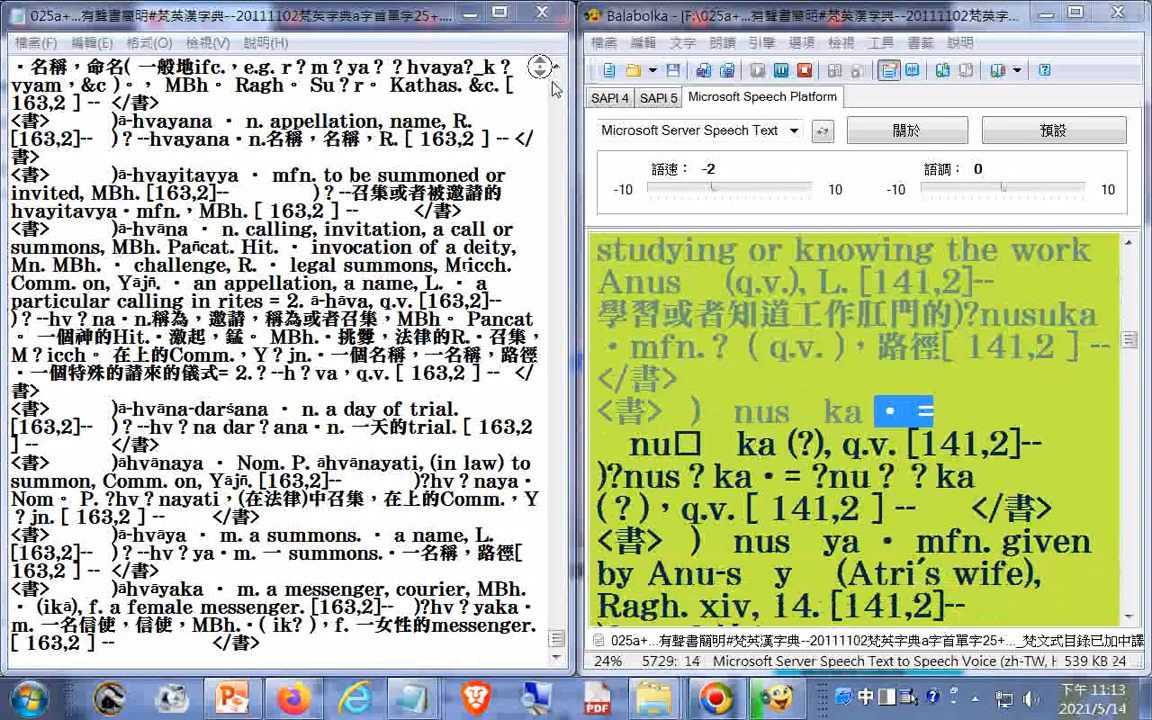 025a+...有聲書簡明#梵英漢字典--20111102梵英字典a字首單字25+...
檔案(F) 編輯(E) 格式(O) 檢視(V) 說明(H)
‧名稱，命名( 一般地ifc.，e.g. r？m？ya？？hvaya?_k？
vyam，&c )。，MBh。Ragh。Su？r。Kathas. &c. [
163,2 ] -- </書>
<書> )ā-hvayana ‧ n. appellation, name, R.
[163,2]-- )？--hvayana‧n.名稱，名稱，R. [ 163,2 ] -- </
書>
<書> )ā-hvayitavya ‧ mfn. to be summoned or
invited, MBh. [163,2]-- )？--召集或者被邀請的
hvayitavya‧mfn.，MBh. [ 163,2 ] -- </書>
<書> )ā-hvāna ‧ n. calling, invitation, a call or
summons, MBh. Pañcat. Hit. ‧ invocation of a deity,
Mn. MBh. ‧ challenge, R. ‧ legal summons, Mṛicch.
Comm. on, Yājñ. ‧ an appellation, a name, L. ‧ a
particular calling in rites = 2. ā-hāva, q.v. [163,2]--
)？--hv？na‧n.稱為，邀請，稱為或者召集，MBh。Pancat
。一個神的Hit.‧激起，錳。MBh.‧挑釁，法律的R.‧召集，
M？icch。在上的Comm.，Y？jn.‧一個名稱，一名稱，路徑
‧一個特殊的請來的儀式= 2.？--h？va，q.v. [ 163,2 ] -- </
書>
<書> )ā-hvāna-darśana ‧ n. a day of trial.
[163,2]-- )？--hv？na dar？ana‧n. 一天的trial. [ 163,2
] -- </書>
<書> )āhvānaya ‧ Nom. P. āhvānayati, (in law) to
summon, Comm. on, Yājñ. )?hv？naya‧
Nom。P. ?hv？nayati，(在法律)中召集，在上的Comm.，Y
？jn. [ 163,2 ] -- </書>
<書> )ā-hvāya ‧ m. a summons. ‧ a name, L.
[163,2]-- )？--hv？ya‧m. 一 summons.‧一名稱，路徑[
163,2 ] -- </書>
<書> )āhvāyaka ‧ m. a messenger, courier, MBh.
‧ (ikā), f. a female messenger. [163,2]-- )?hv？yaka‧
m. 一名信使，信使，MBh.‧( ik？)，f. 一女性的messenger.
[ 163,2 ] -- </書>
Balabolka - [F:\025a+...有聲書簡明#梵英漢字典--20111102梵英字...
檔案 編輯 文字 朗讀 引擎 選項 檢視 工具 書籤 說明
SAPI 4 SAPI 5 Microsoft Speech Platform
Microsoft Server Speech Text 關於 預設
語速： -2 語調： 0
-10 10 -10 10
studying or knowing the work
Anus (q.v.), L. [141,2]--
學習或者知道工作肛門的)?nusuka
‧mfn.？( q.v. )，路徑[ 141,2 ] --
</書>
<書> ) nus ka ‧ =
nu□ ka (?), q.v. [141,2]--
)?nus？ka‧= ?nu？？ka
(？)，q.v. [ 141,2 ] -- </書>
<書> ) nus ya ‧ mfn. given
by Anu-s y (Atri's wife),
Ragh. xiv, 14. [141,2]--
025a+...有聲書簡明#梵英漢字典--20111102梵英字典a字首單字25+..._梵文式目錄已加中譯
24% 5729: 14 Microsoft Server Speech Text to Speech Voice (zh-TW, H 539 KB 24
中
下午 11:13
2021/5/14